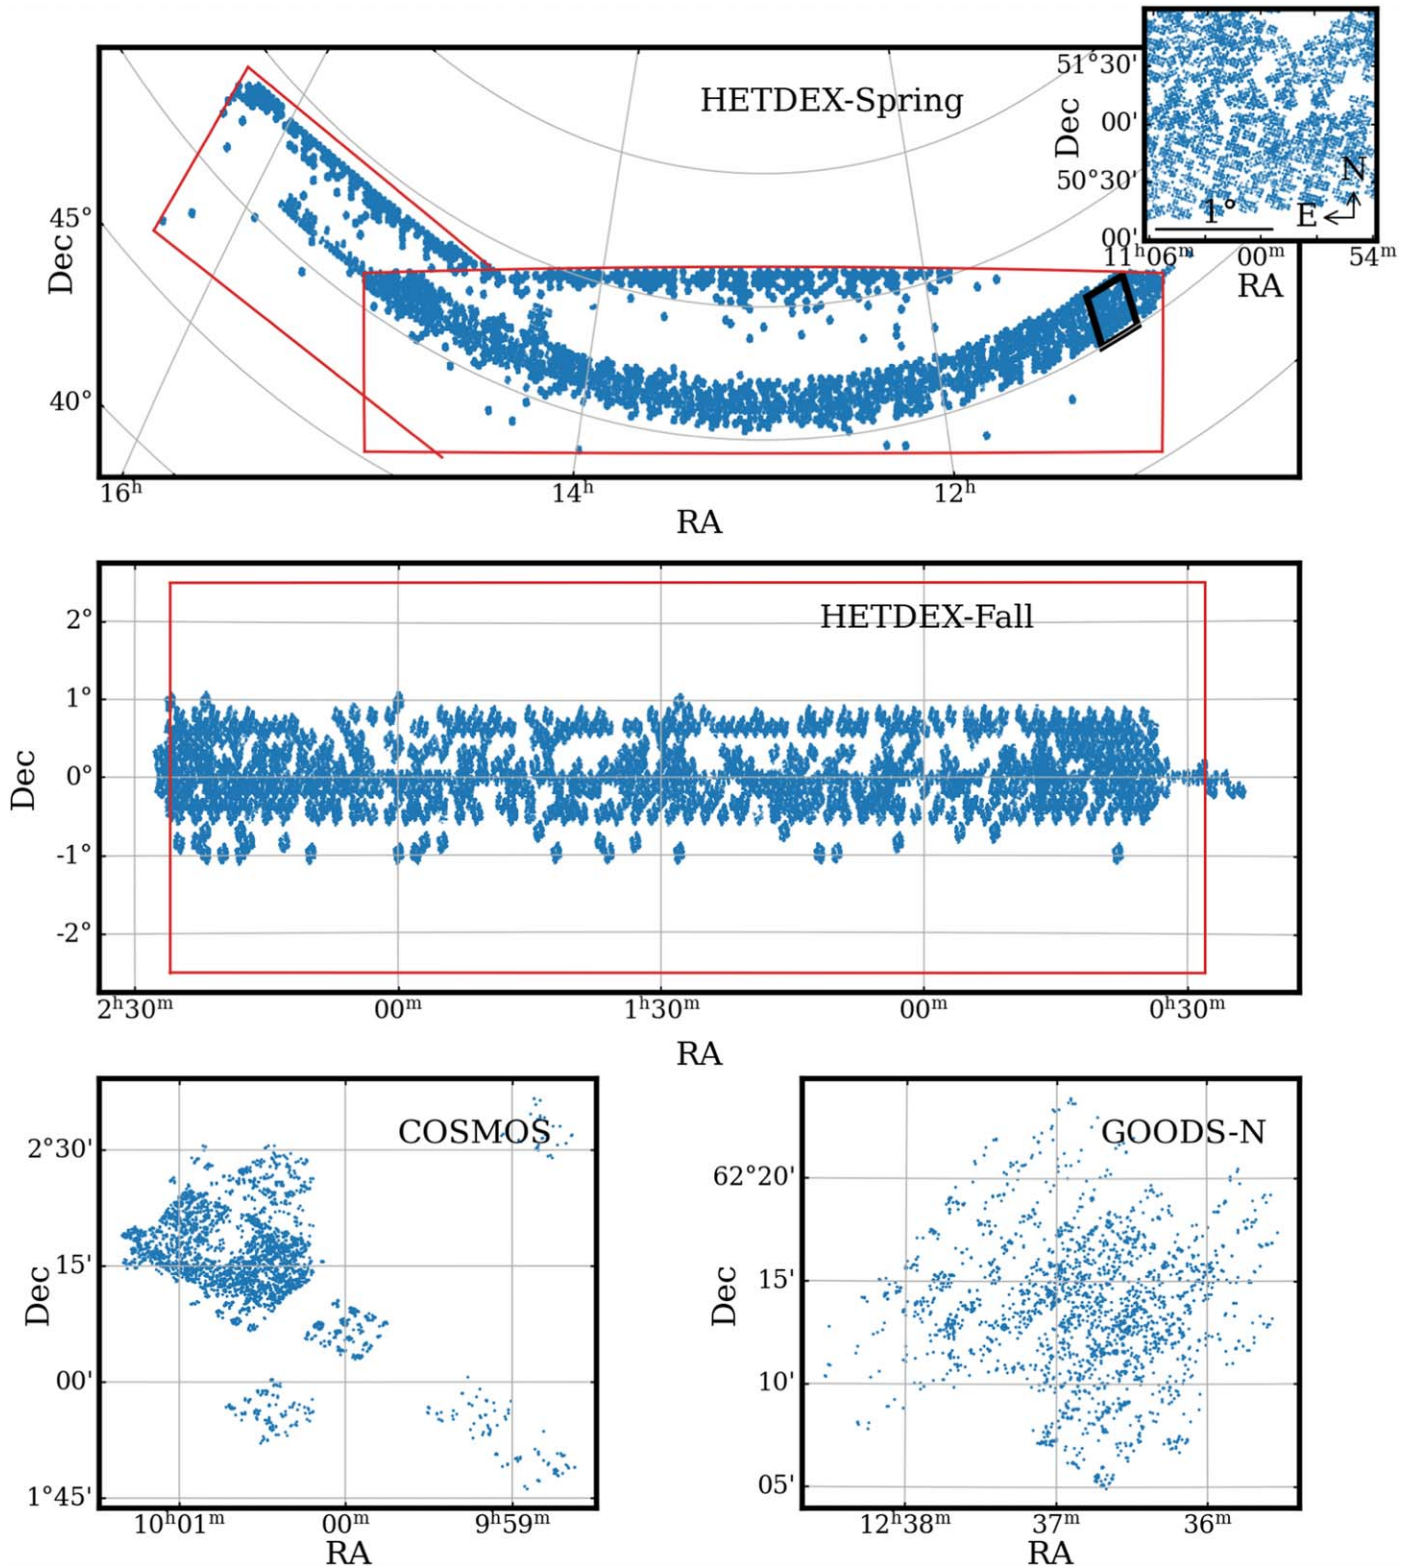 HETDEX-Spring
51°30'
00'
50°30'
00'
Dec
N
E
1°
11ʰ06ᵐ 00ᵐ 54ᵐ
RA
45°
40°
Dec
16ʰ 14ʰ 12ʰ
RA
HETDEX-Fall
2°
1°
0°
-1°
-2°
Dec
2ʰ30ᵐ 00ᵐ 1ʰ30ᵐ 00ᵐ 0ʰ30ᵐ
RA
COSMOS
2°30'
15'
00'
1°45'
Dec
10ʰ01ᵐ 00ᵐ 9ʰ59ᵐ
RA
GOODS-N
62°20'
15'
10'
05'
Dec
12ʰ38ᵐ 37ᵐ 36ᵐ
RA